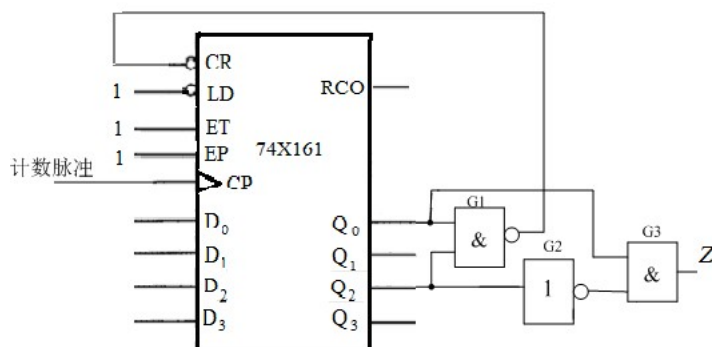 CR
1 LD
RCO
1 ET
1 EP
74X161
计数脉冲
CP
D0
Q0
G1
&
G2
G3
D1
Q1
D2
Q2
1
&
Z
D3
Q3